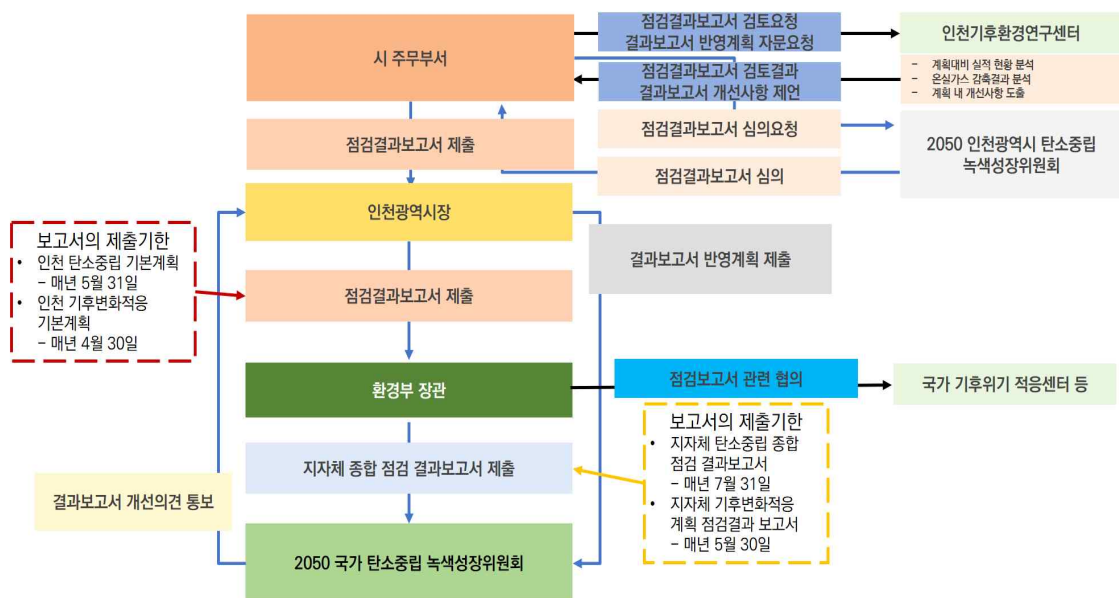 점검결과보고서 검토요청
결과보고서 반영계획 자문요청
인천기후환경연구센터
시 주무부서
점검결과보고서 검토결과
결과보고서 개선사항 제언
– 계획대비 실적 현황 분석
– 온실가스 감축결과 분석
– 계획 내 개선사항 도출
점검결과보고서 제출
점검결과보고서 심의요청
점검결과보고서 심의
2050 인천광역시 탄소중립
녹색성장위원회
인천광역시장
보고서의 제출기한
• 인천 탄소중립 기본계획
– 매년 5월 31일
• 인천 기후변화적응
기본계획
– 매년 4월 30일
결과보고서 반영계획 제출
점검결과보고서 제출
환경부 장관
점검보고서 관련 협의
국가 기후위기 적응센터 등
보고서의 제출기한
• 지자체 탄소중립 종합
점검 결과보고서
– 매년 7월 31일
• 지자체 기후변화적응
계획 점검결과 보고서
– 매년 5월 30일
지자체 종합 점검 결과보고서 제출
결과보고서 개선의견 통보
2050 국가 탄소중립 녹색성장위원회